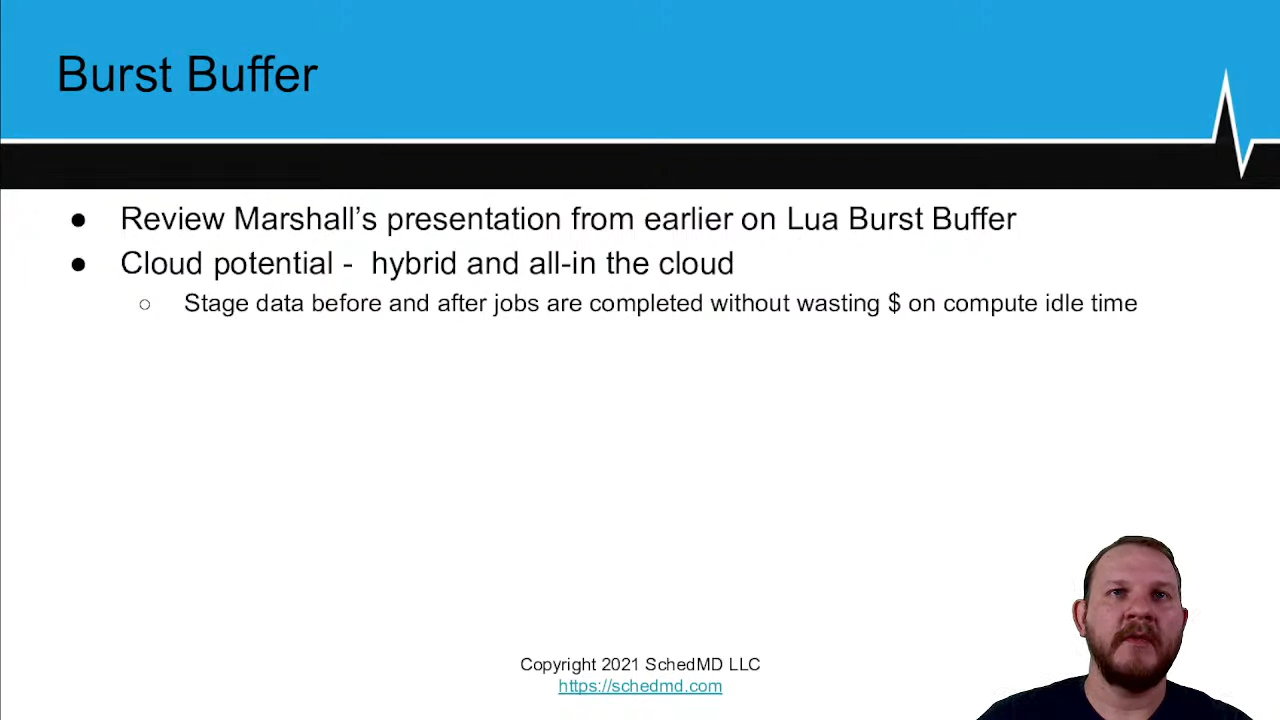 Burst Buffer
● Review Marshall's presentation from earlier on Lua Burst Buffer
● Cloud potential - hybrid and all-in the cloud
○ Stage data before and after jobs are completed without wasting $ on compute idle time
Copyright 2021 SchedMD LLC
https://schedmd.com